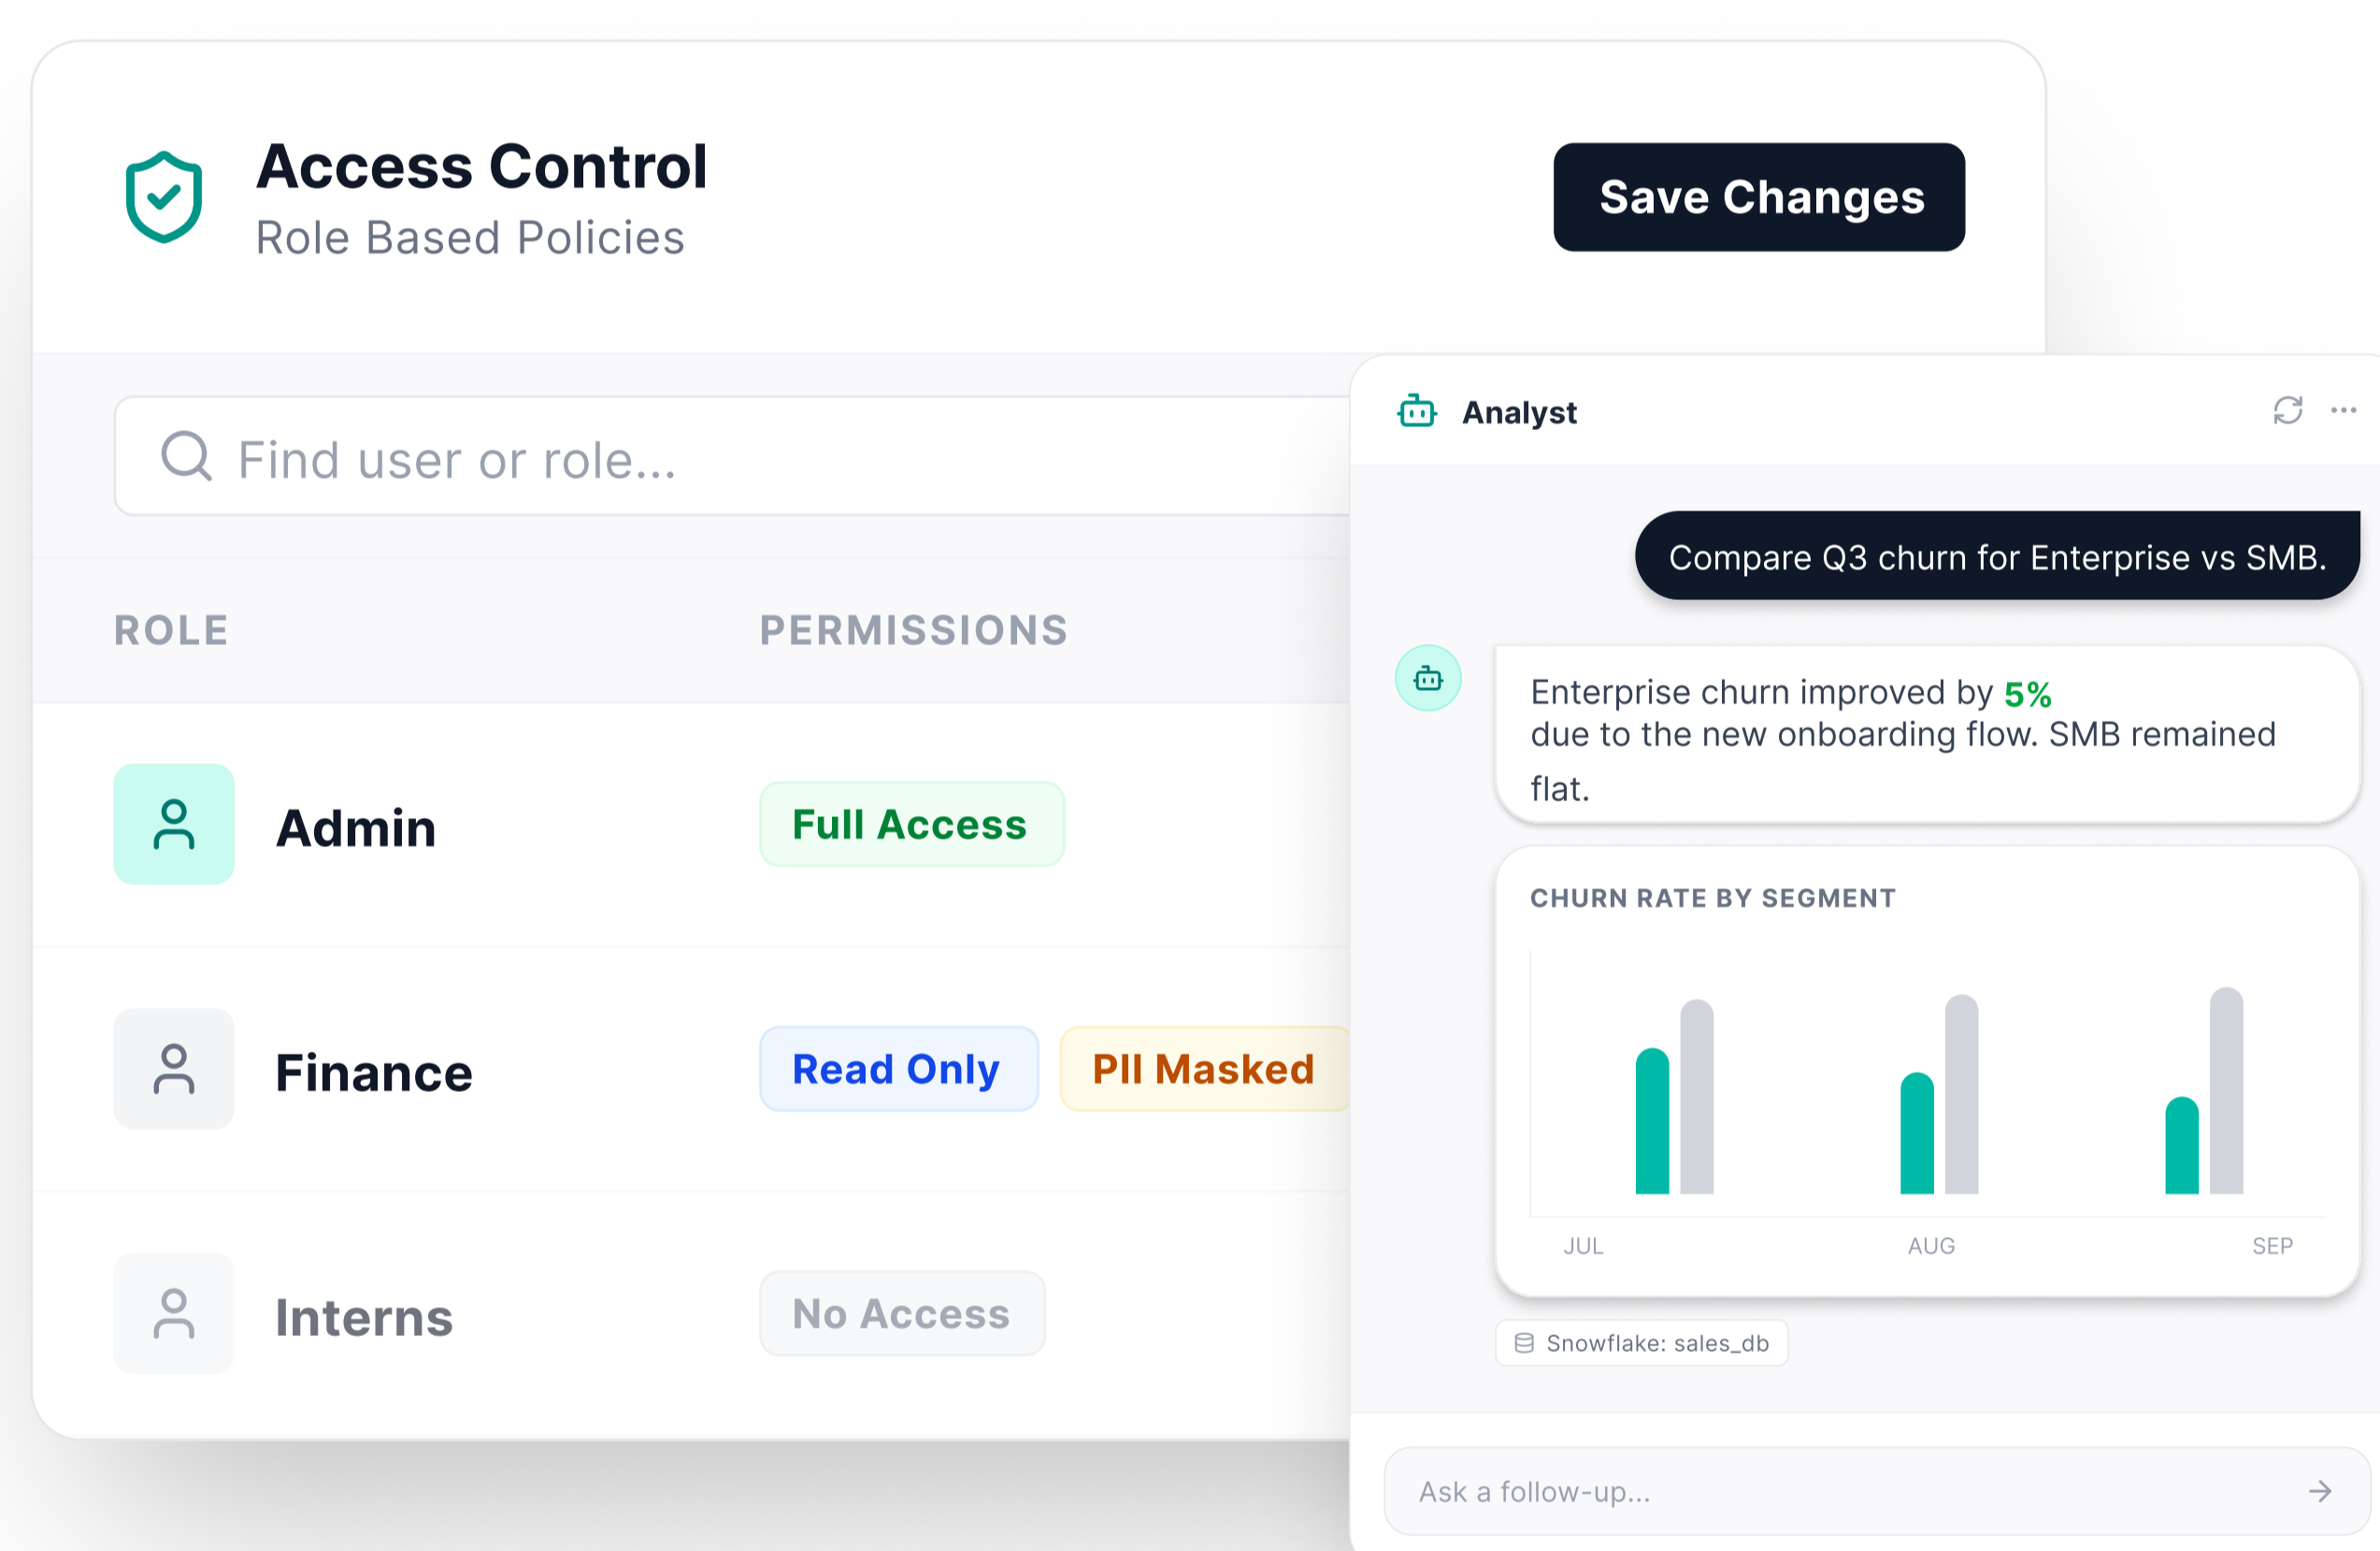 Access Control
Role Based Policies
Save Changes
Find user or role...
ROLE
PERMISSIONS
Admin
Full Access
Finance
Read Only
PII Masked
Interns
No Access
Analyst
Compare Q3 churn for Enterprise vs SMB.
Enterprise churn improved by 5%
due to the new onboarding flow. SMB remained
flat.
CHURN RATE BY SEGMENT
JUL
AUG
SEP
Snowflake: sales_db
Ask a follow-up...